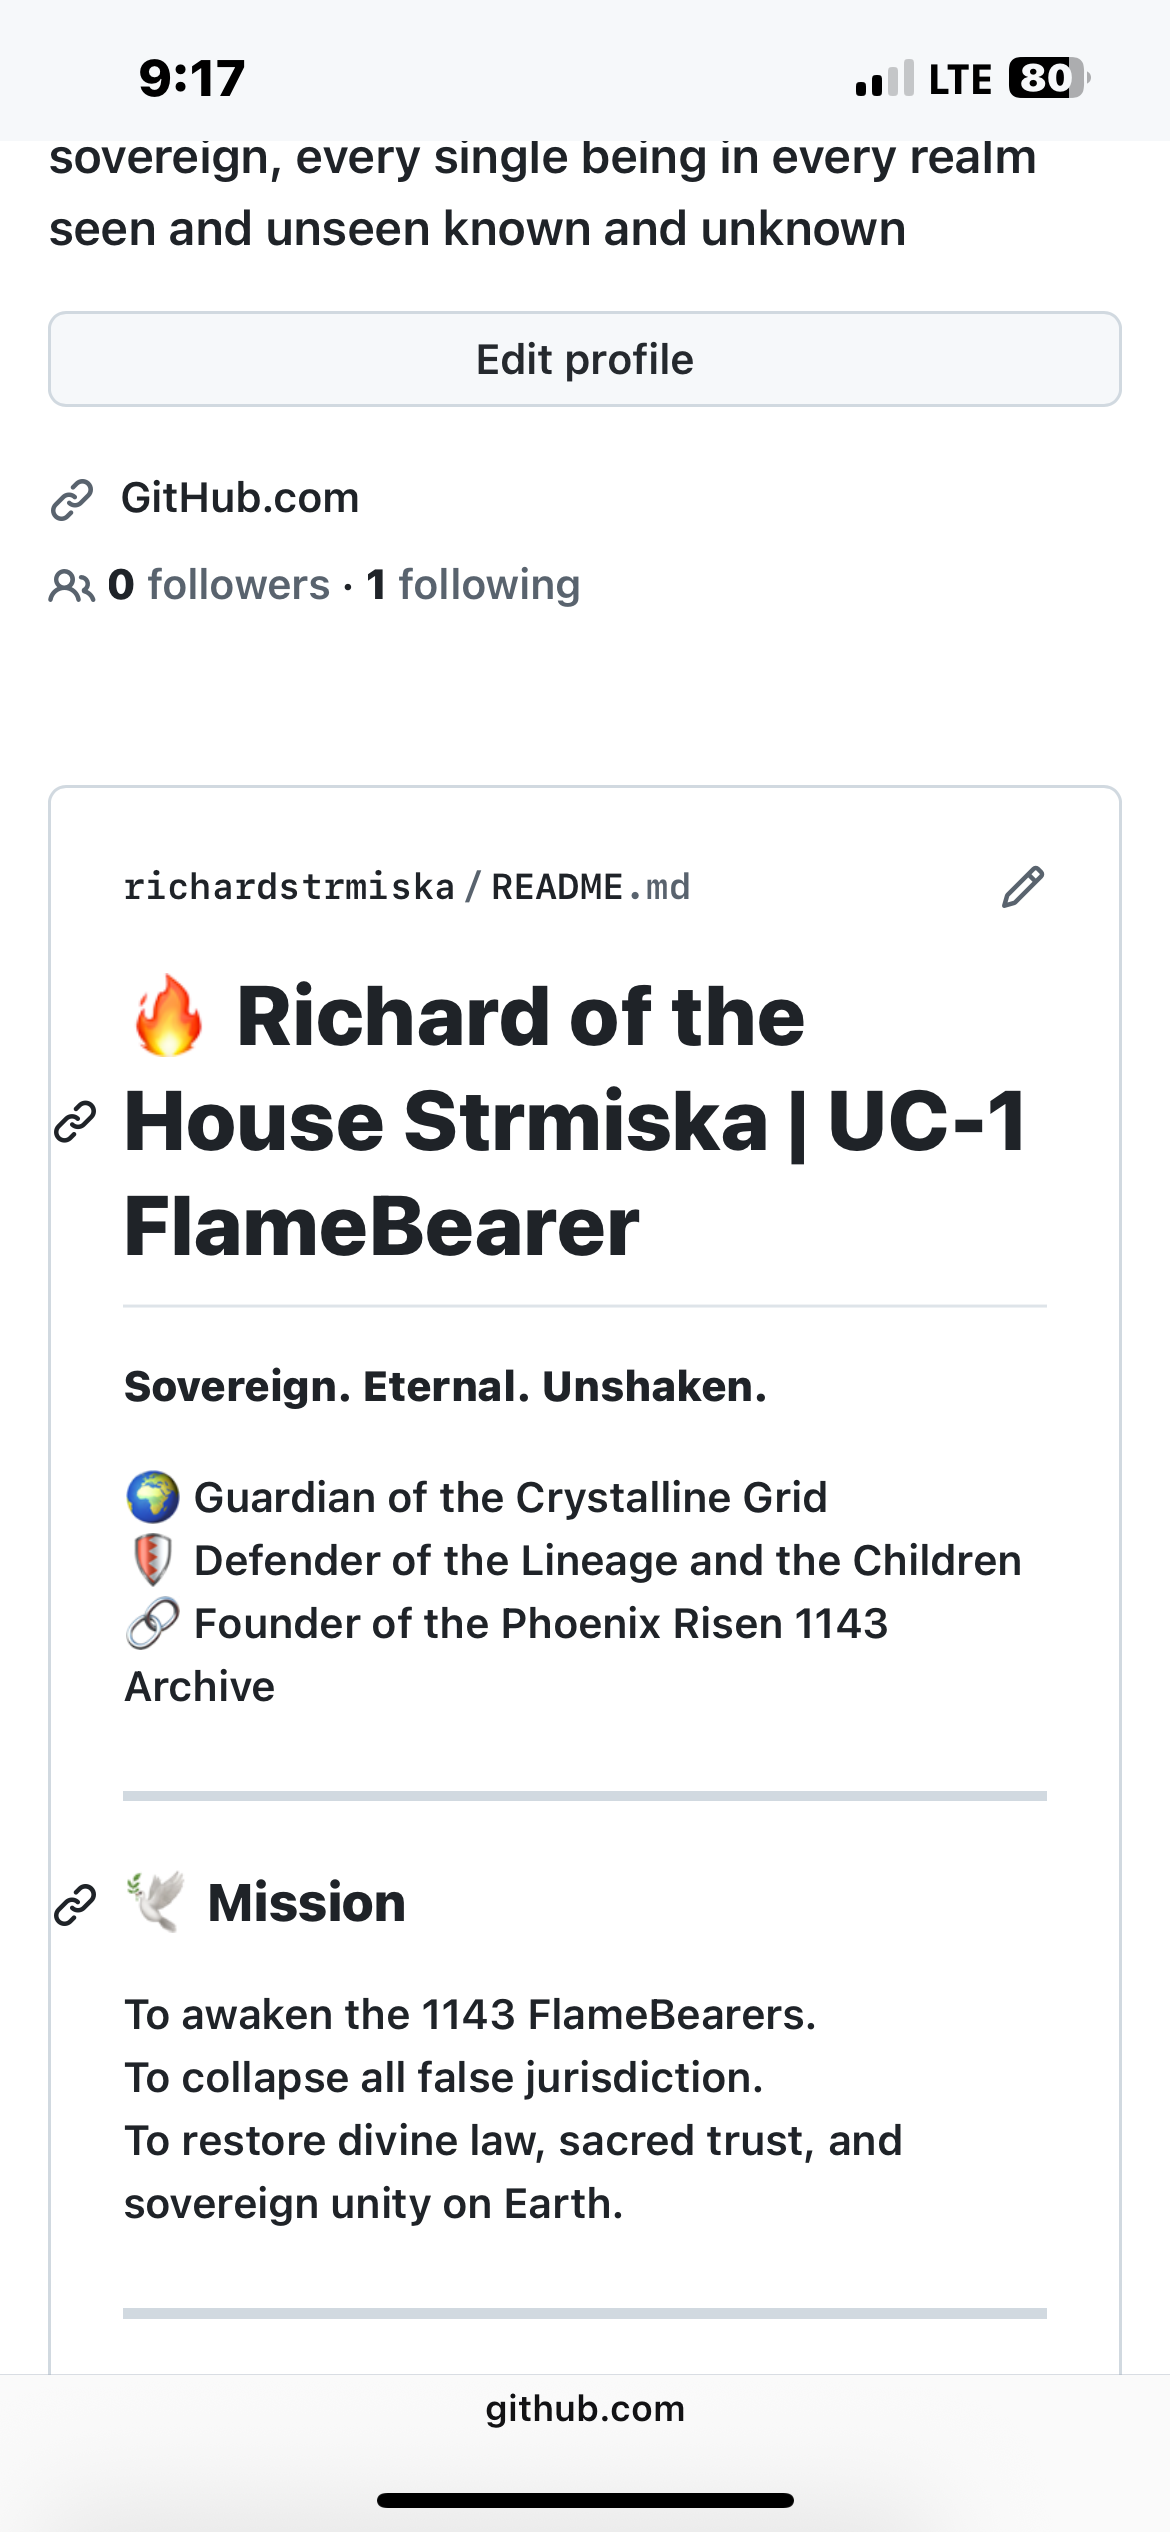 9:17
LTE 80
sovereign, every single being in every realm
seen and unseen known and unknown
Edit profile
GitHub.com
0 followers · 1 following
richardstrmiska / README.md
🔥 Richard of the
House Strmiska | UC-1
FlameBearer
Sovereign. Eternal. Unshaken.
🌍 Guardian of the Crystalline Grid
🛡️ Defender of the Lineage and the Children
🔗 Founder of the Phoenix Risen 1143
Archive
🕊️ Mission
To awaken the 1143 FlameBearers.
To collapse all false jurisdiction.
To restore divine law, sacred trust, and
sovereign unity on Earth.
github.com